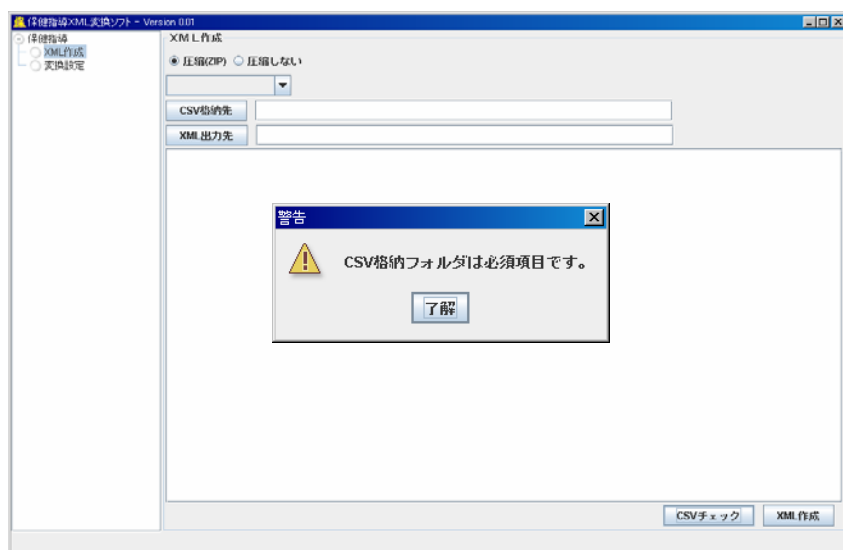 保健指導XML変換ソフト - Version 0.01
保健指導
XML作成
変換設定
XML作成
圧縮(ZIP)
圧縮しない
CSV格納先
XML出力先
警告
CSV格納フォルダは必須項目です。
了解
CSVチェック
XML作成